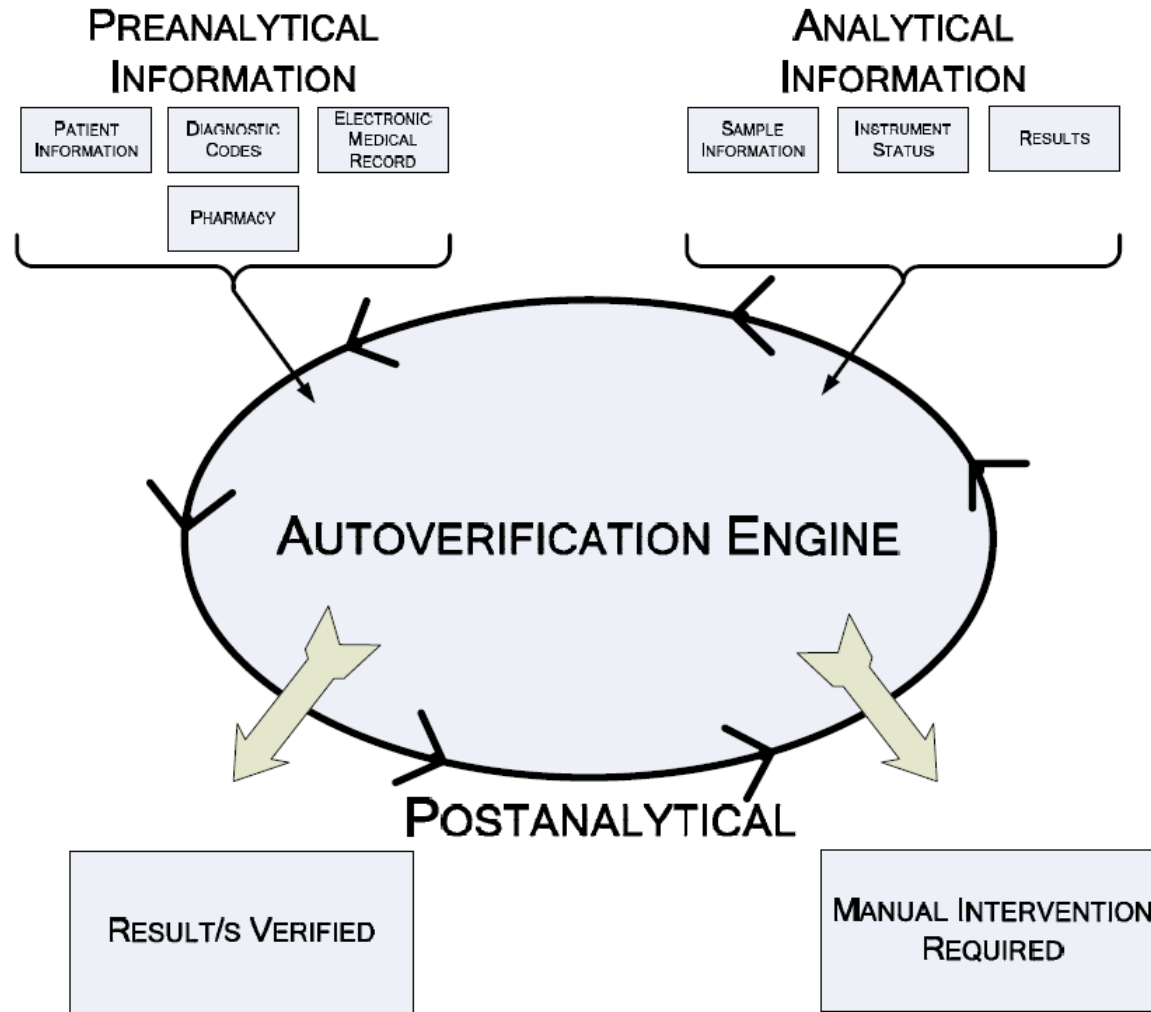 PREANALYTICAL
INFORMATION
PATIENT
INFORMATION
DIAGNOSTIC
CODES
ELECTRONIC
MEDICAL
RECORD
PHARMACY
ANALYTICAL
INFORMATION
SAMPLE
INFORMATION
INSTRUMENT
STATUS
RESULTS
AUTOVERIFICATION ENGINE
POSTANALYTICAL
RESULT/S VERIFIED
MANUAL INTERVENTION
REQUIRED